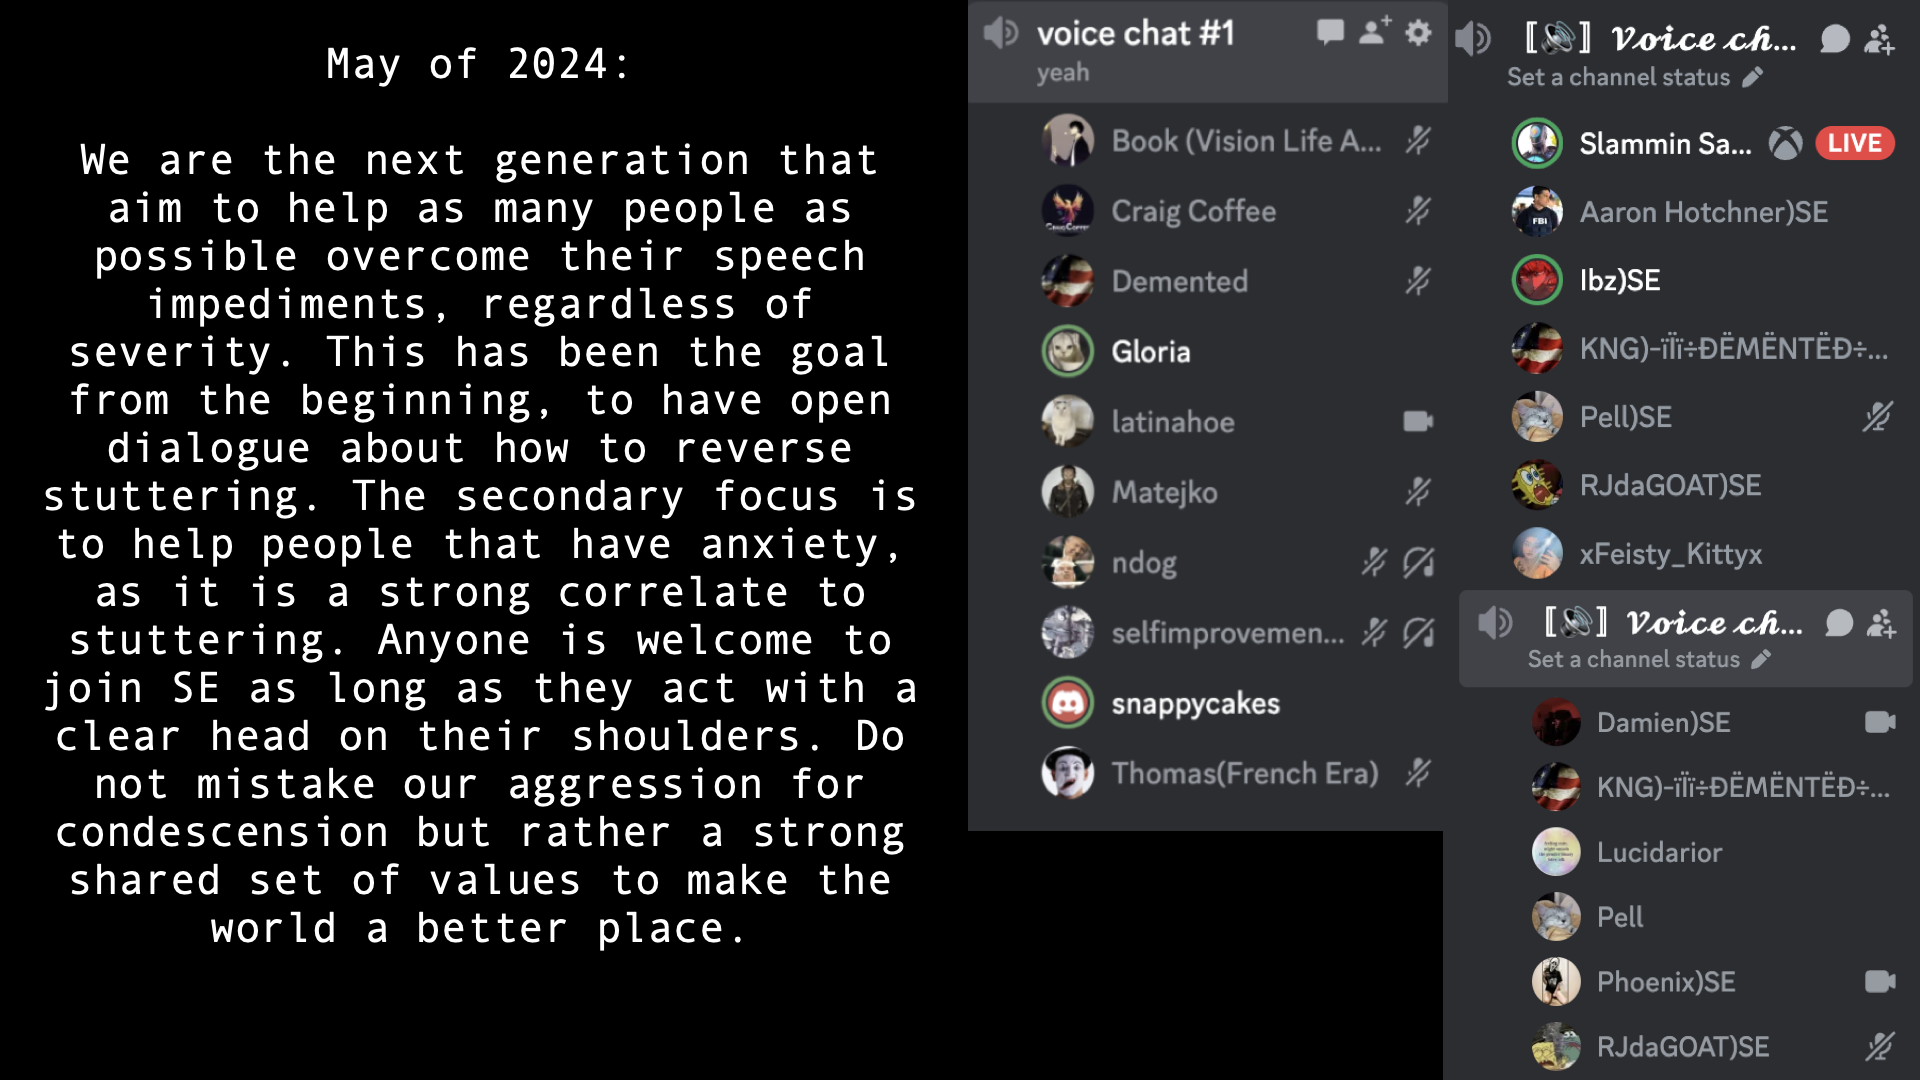 May of 2024:
We are the next generation that
aim to help as many people as
possible overcome their speech
impediments, regardless of
severity. This has been the goal
from the beginning, to have open
dialogue about how to reverse
stuttering. The secondary focus is
to help people that have anxiety,
as it is a strong correlate to
stuttering. Anyone is welcome to
join SE as long as they act with a
clear head on their shoulders. Do
not mistake our aggression for
condescension but rather a strong
shared set of values to make the
world a better place.
voice chat #1
yeah
Book (Vision Life A...
Craig Coffee
Demented
Gloria
latinahoe
Matejko
ndog
selfimprovemen...
snappycakes
Thomas(French Era)
【🔊】 𝓥𝓸𝓲𝓬𝓮 𝓬𝓱...
Set a channel status
Slammin Sa... LIVE
Aaron Hotchner)SE
FBI
Ibz)SE
KNG)-ïÏï÷ÐËMËNTËÐ÷...
Pell)SE
RJdaGOAT)SE
xFeisty_Kittyx
【🔊】 𝓥𝓸𝓲𝓬𝓮 𝓬𝓱...
Set a channel status
Damien)SE
KNG)-ïÏï÷ÐËMËNTËÐ÷...
Lucidarior
Pell
Phoenix)SE
RJdaGOAT)SE